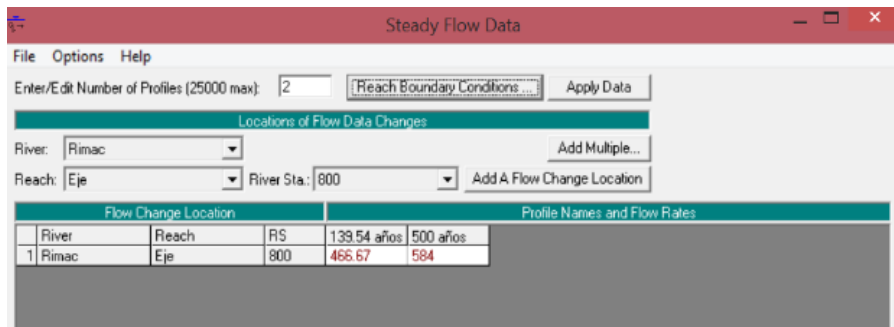 Steady Flow Data
File Options Help
Enter/Edit Number of Profiles (25000 max): 2 Reach Boundary Conditions ... Apply Data
Locations of Flow Data Changes
River: Rimac Add Multiple...
Reach: Eje River Sta.: 800 Add A Flow Change Location
Flow Change Location Profile Names and Flow Rates
River Reach RS 139.54 años 500 años
1 Rimac Eje 800 466.67 584